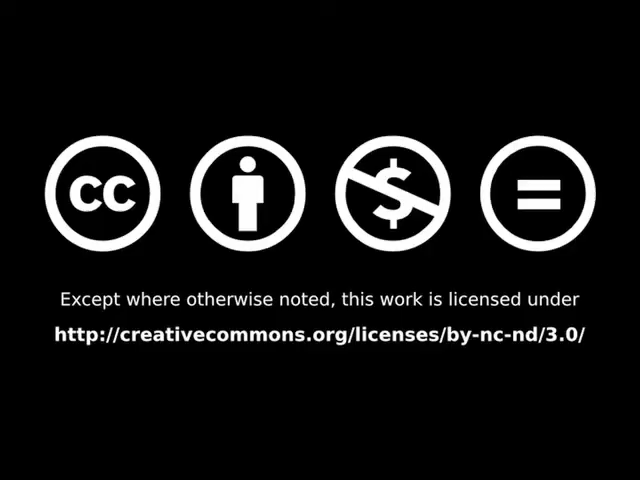 cc
$
=
Except where otherwise noted, this work is licensed under
http://creativecommons.org/licenses/by-nc-nd/3.0/